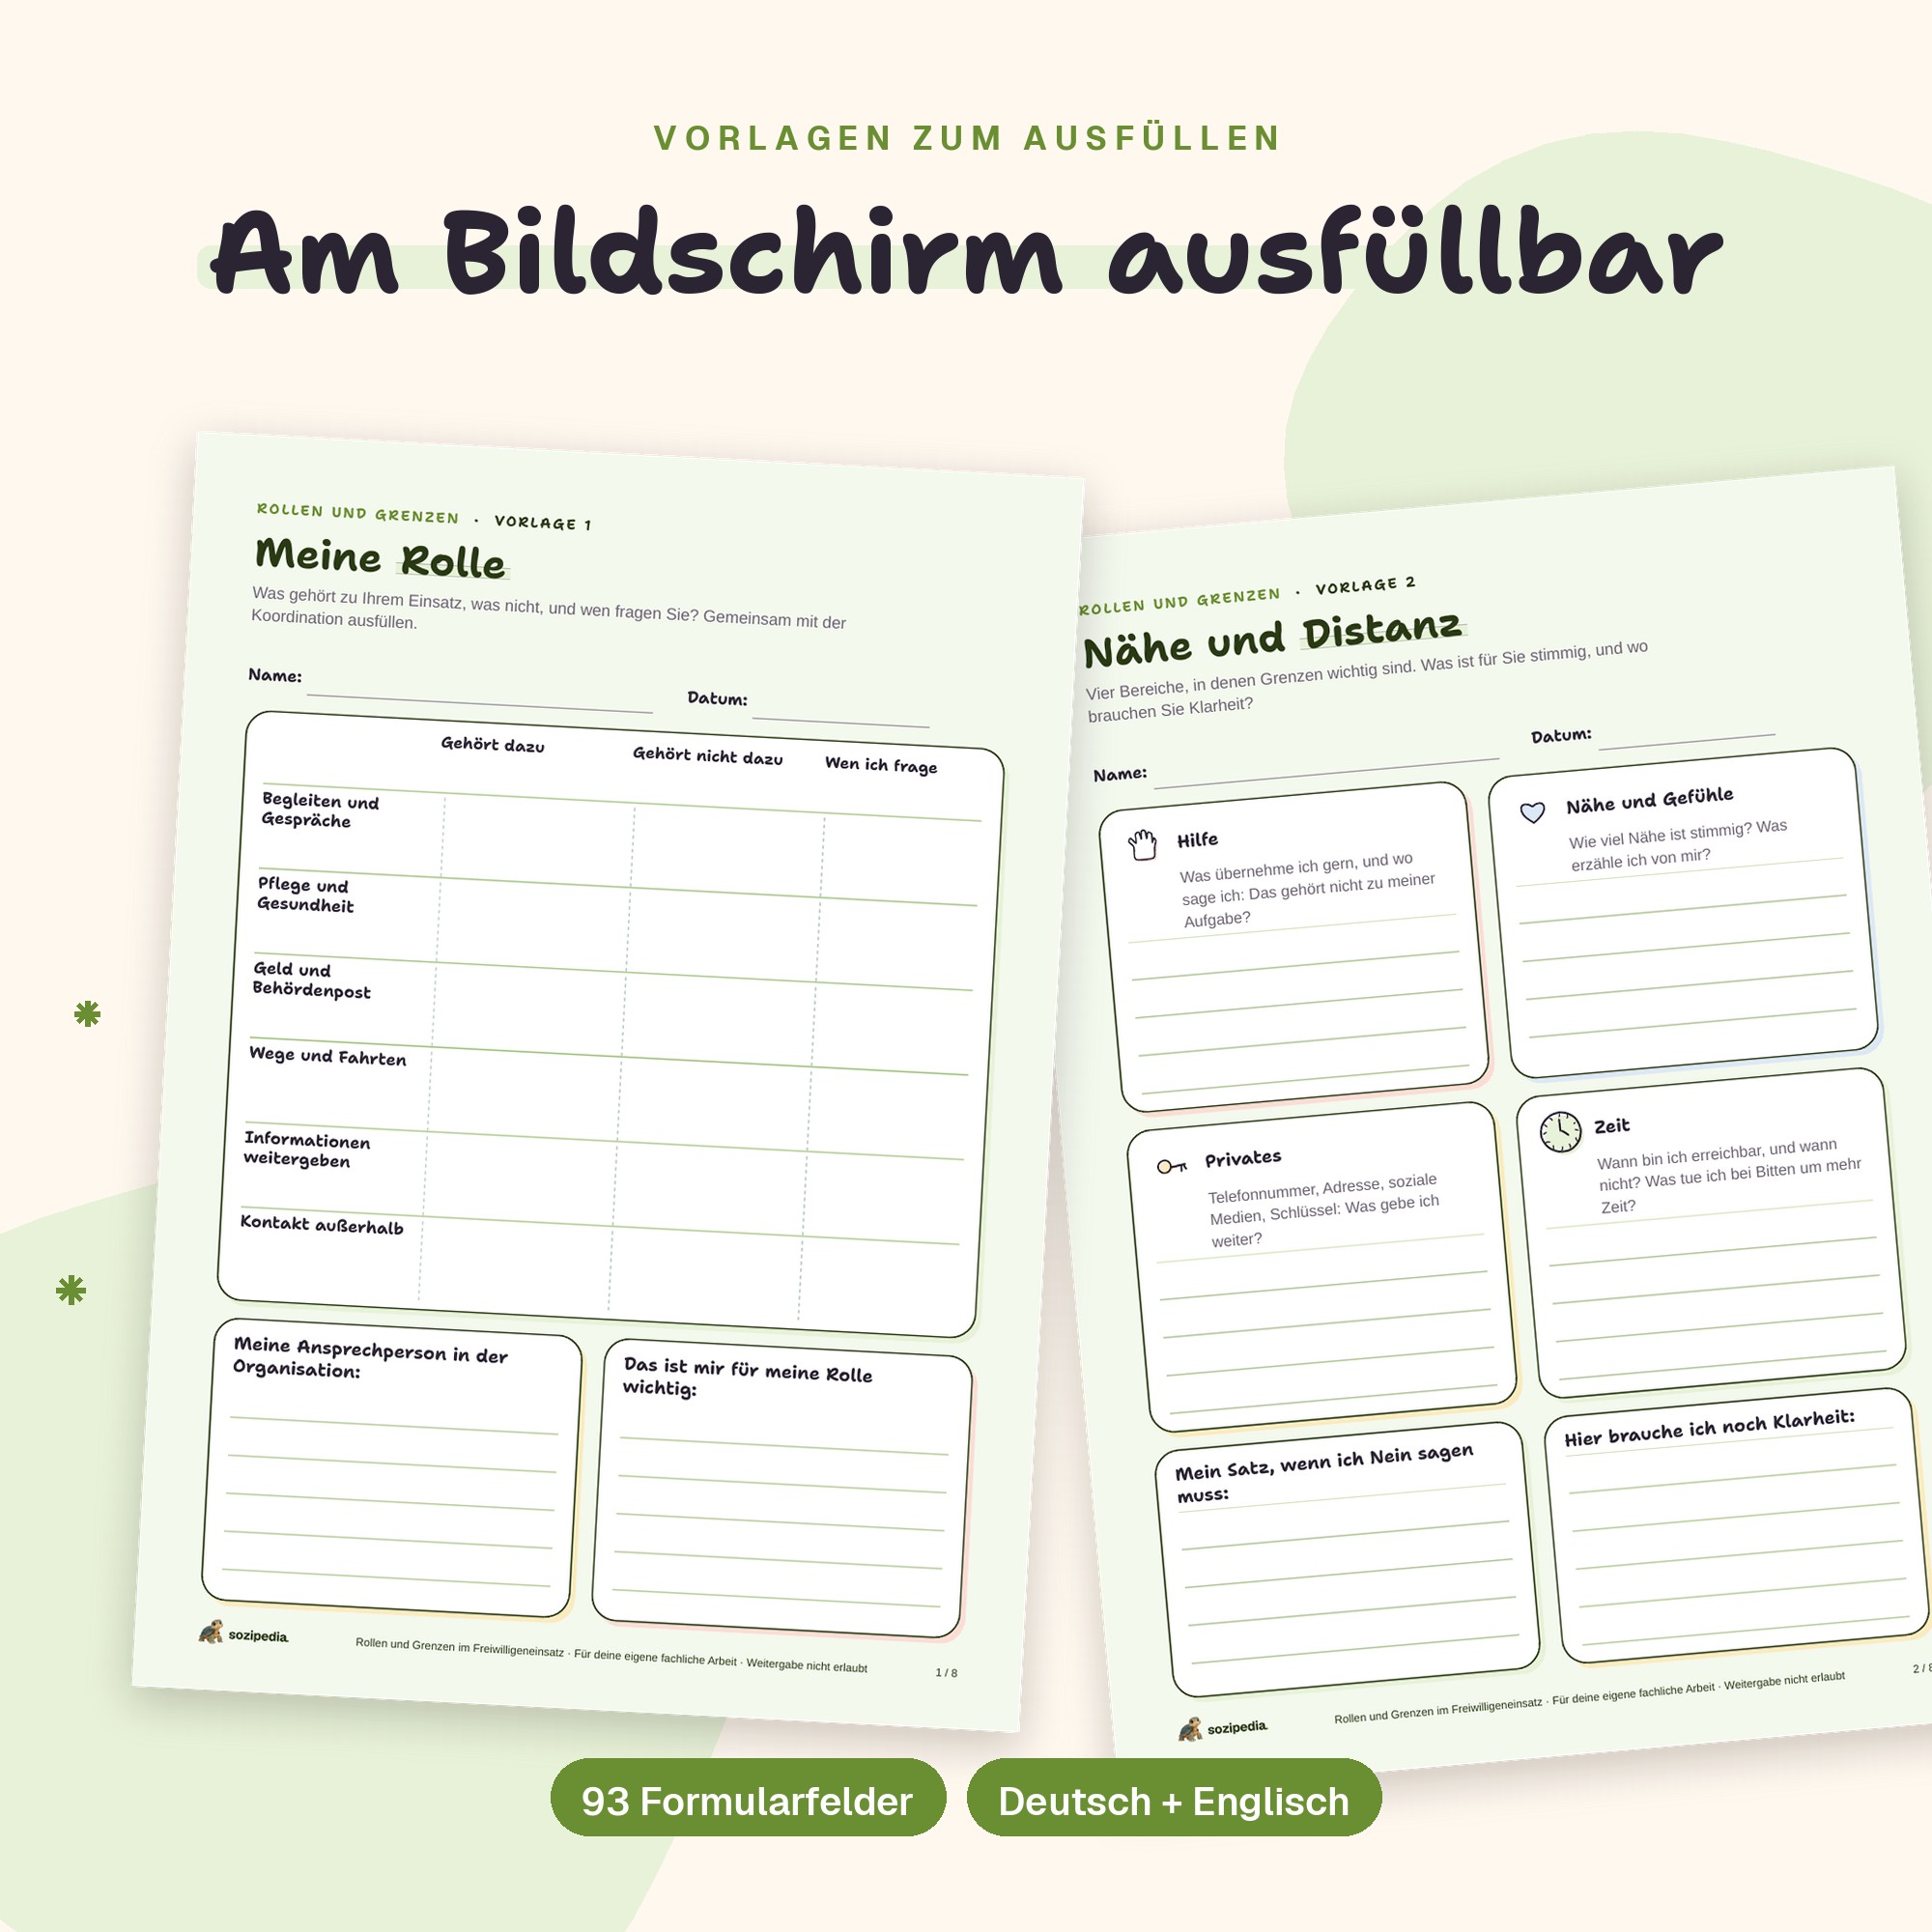 VORLAGEN ZUM AUSFÜLLEN
Am Bildschirm ausfüllbar
ROLLEN UND GRENZEN · VORLAGE 1
Meine Rolle
Was gehört zu Ihrem Einsatz, was nicht, und wen fragen Sie? Gemeinsam mit der
Koordination ausfüllen.
Name:
Datum:
Gehört dazu
Gehört nicht dazu
Wen ich frage
Begleiten und
Gespräche
Pflege und
Gesundheit
Geld und
Behördenpost
Wege und Fahrten
Informationen
weitergeben
Kontakt außerhalb
Meine Ansprechperson in der
Organisation:
Das ist mir für meine Rolle
wichtig:
sozipedia.
Rollen und Grenzen im Freiwilligeneinsatz · Für deine eigene fachliche Arbeit · Weitergabe nicht erlaubt
1 / 8
ROLLEN UND GRENZEN · VORLAGE 2
Nähe und Distanz
Vier Bereiche, in denen Grenzen wichtig sind. Was ist für Sie stimmig, und wo
brauchen Sie Klarheit?
Name:
Datum:
Hilfe
Was übernehme ich gern, und wo
sage ich: Das gehört nicht zu meiner
Aufgabe?
Nähe und Gefühle
Wie viel Nähe ist stimmig? Was
erzähle ich von mir?
Privates
Telefonnummer, Adresse, soziale
Medien, Schlüssel: Was gebe ich
weiter?
Zeit
Wann bin ich erreichbar, und wann
nicht? Was tue ich bei Bitten um mehr
Zeit?
Mein Satz, wenn ich Nein sagen
muss:
Hier brauche ich noch Klarheit:
sozipedia.
Rollen und Grenzen im Freiwilligeneinsatz · Für deine eigene fachliche Arbeit · Weitergabe nicht erlaubt
2 / 8
93 Formularfelder
Deutsch + Englisch